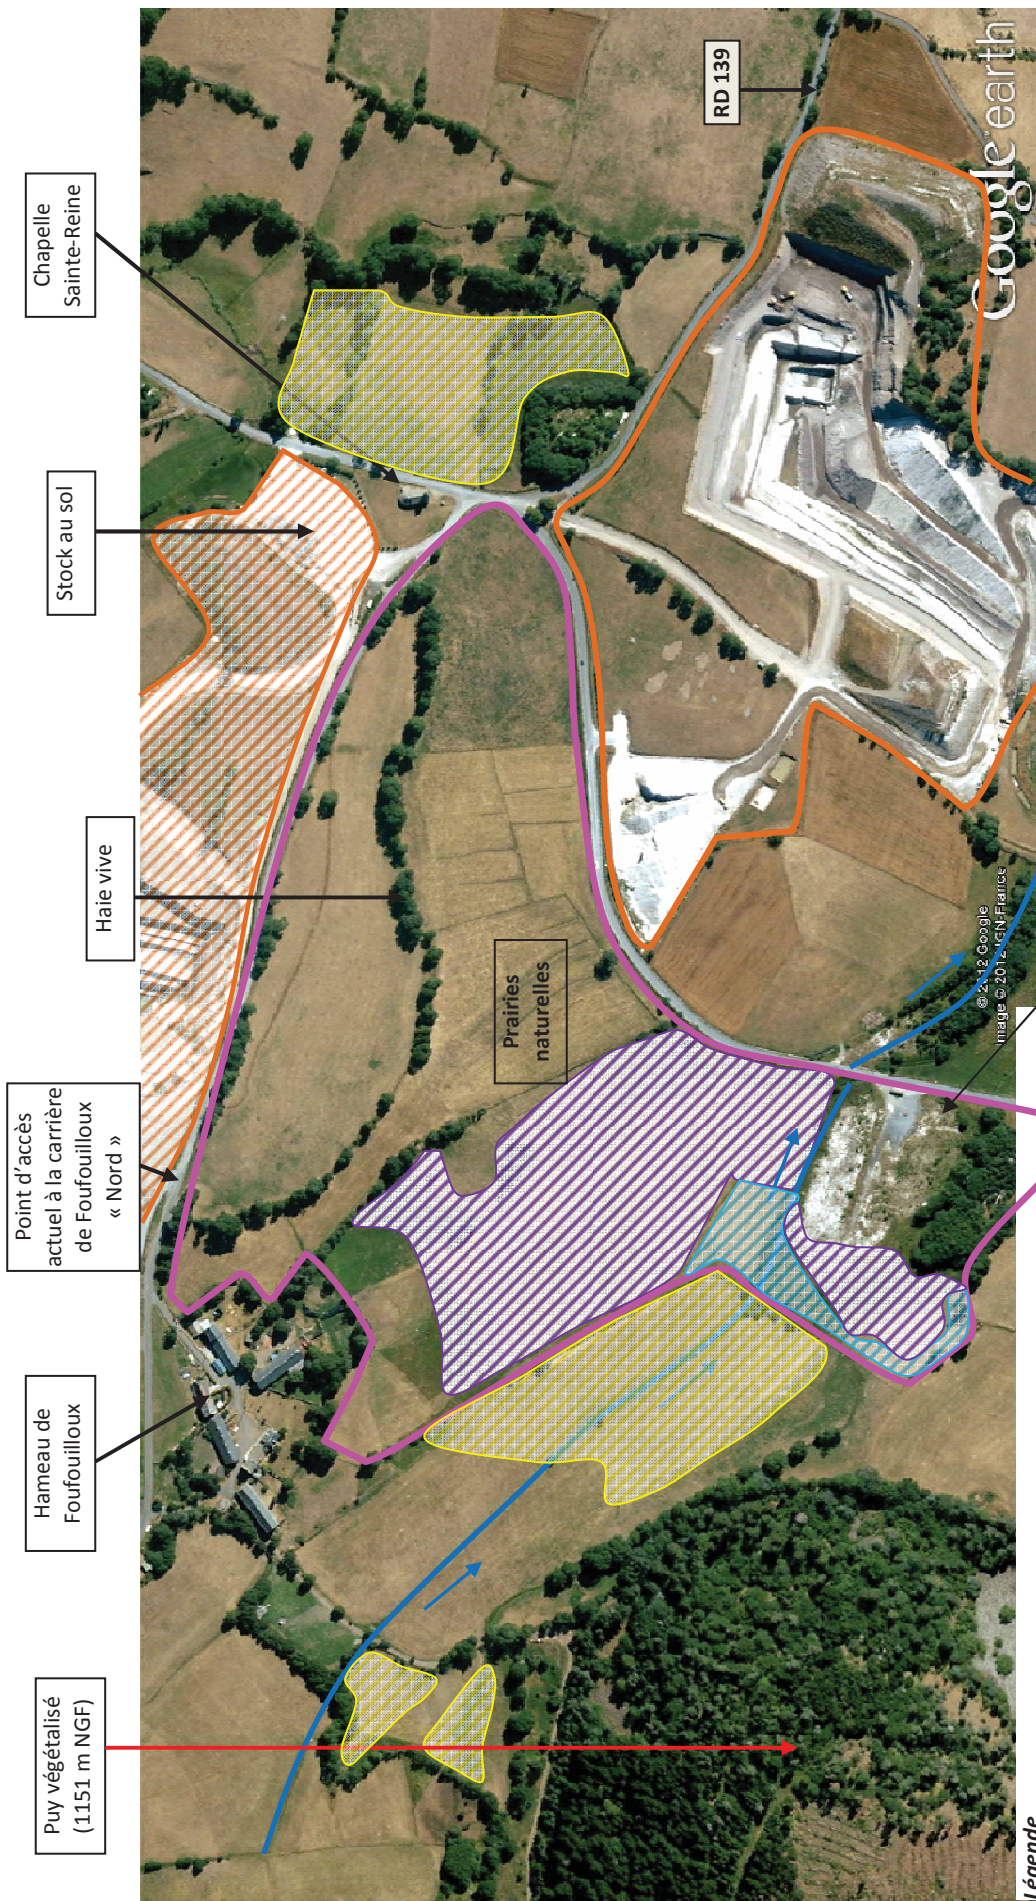 Puy végétalisé
(1151 m NGF)
Hameau de
Foufouilloux
Point d'accès
actuel à la carrière
de Foufouilloux
« Nord »
Haie vive
Stock au sol
Chapelle
Sainte-Reine
RD 139
Prairies
naturelles
© 2012 Google
Image © 2012 IGN-France
Google earth
Légende